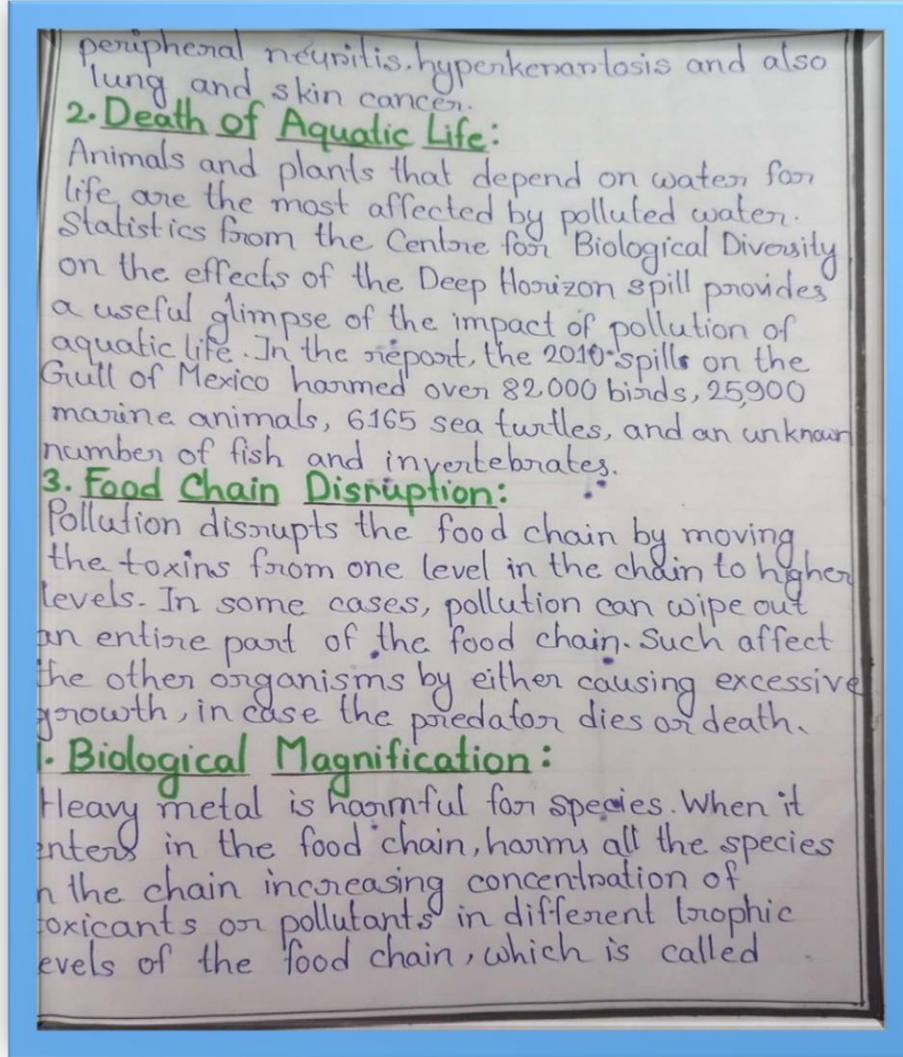 peripheral neuritis. hyperkerantosis and also
lung and skin cancer.
2. Death of Aquatic Life:
Animals and plants that depend on water for
life, are the most affected by polluted water.
Statistics from the Centre for Biological Diversity
on the effects of the Deep Horizon spill provides
a useful glimpse of the impact of pollution of
aquatic life. In the report, the 2010 spills on the
Gull of Mexico harmed over 82,000 birds, 25,900
marine animals, 6165 sea turtles, and an unknown
number of fish and invertebrates.
3. Food Chain Disruption:
Pollution disrupts the food chain by moving
the toxins from one level in the chain to higher
levels. In some cases, pollution can wipe out
an entire part of the food chain. Such affect
the other organisms by either causing excessive
growth, in case the predator dies or death.
. Biological Magnification:
Heavy metal is harmful for species. When it
enters in the food chain, harms all the species
n the chain increasing concentration of
toxicants or pollutants in different trophic
evels of the food chain, which is called